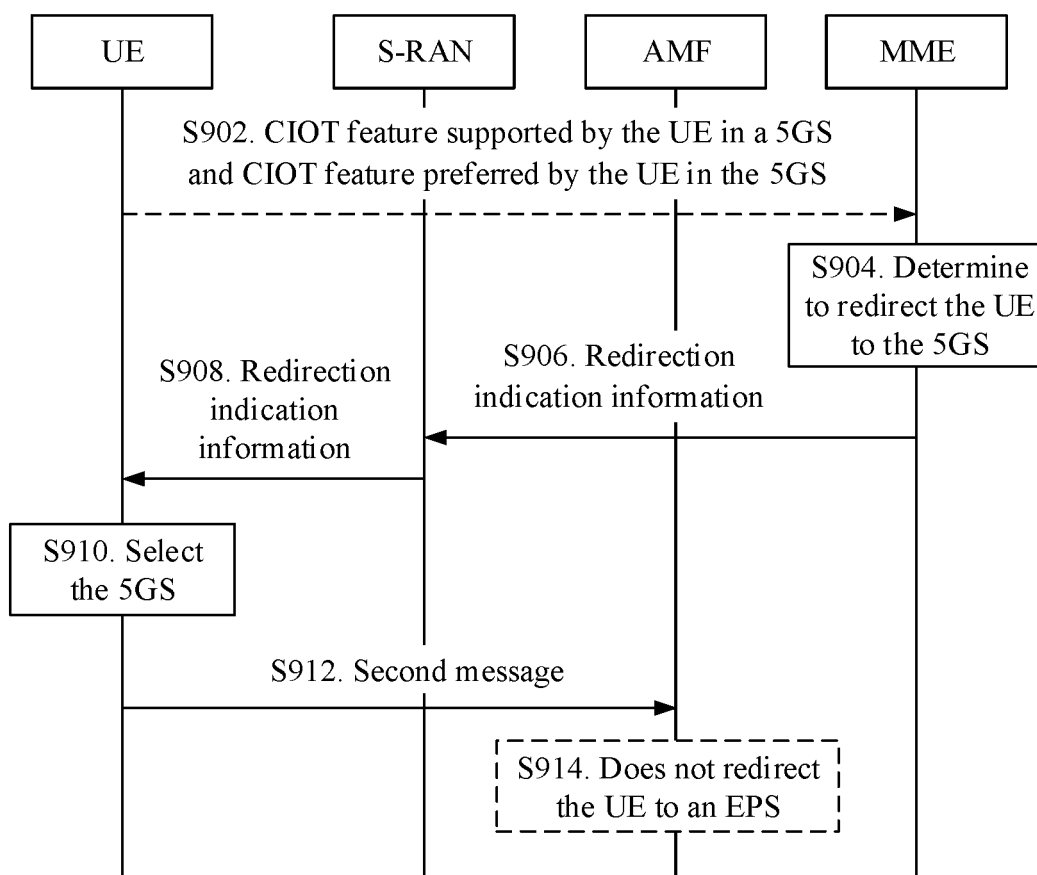 UE
S-RAN
AMF
MME
S902. CIOT feature supported by the UE in a 5GS
and CIOT feature preferred by the UE in the 5GS
S904. Determine
to redirect the UE
to the 5GS
S906. Redirection
indication information
S908. Redirection
indication
information
S910. Select
the 5GS
S912. Second message
S914. Does not redirect
the UE to an EPS